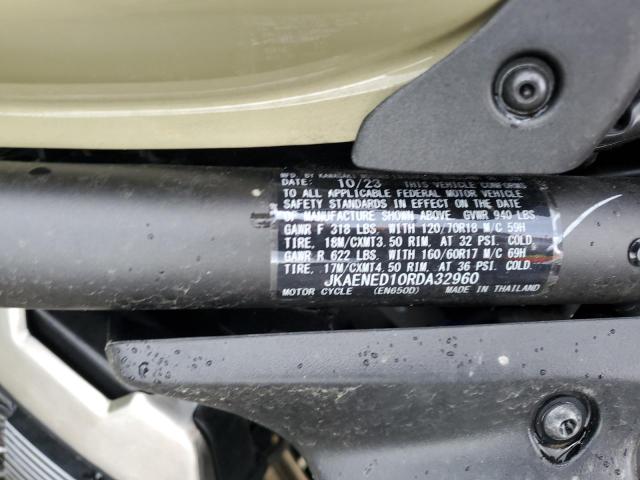 MFG. BY KAWASAKI
DATE: 10/23 THIS VEHICLE CONFORMS
TO ALL APPLICABLE FEDERAL MOTOR VEHICLE
SAFETY STANDARDS IN EFFECT ON THE DATE
OF MANUFACTURE SHOWN ABOVE. GVWR 940 LBS
GAWR F 318 LBS. WITH 120/70R18 M/C 59H
TIRE, 18M/CXMT3.50 RIM, AT 32 PSI. COLD.
GAWR R 622 LBS. WITH 160/60R17 M/C 69H
TIRE, 17M/CXMT4.50 RIM, AT 36 PSI. COLD.
JKAENED10RDA32960
MOTOR CYCLE (EN650D) MADE IN THAILAND